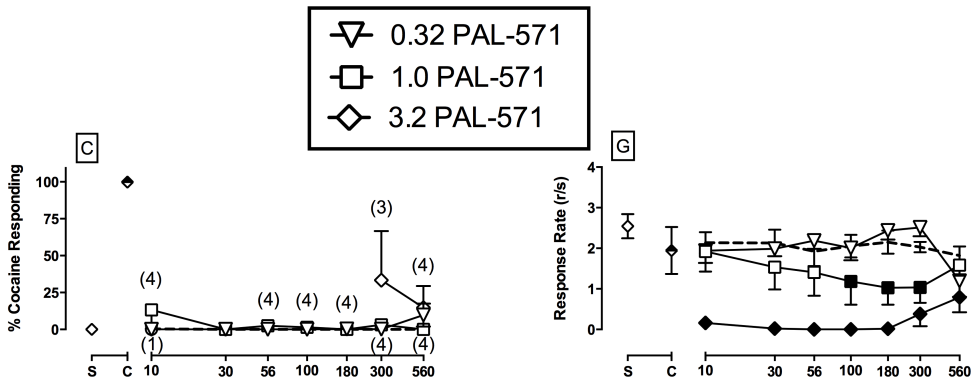 0.32 PAL-571
1.0 PAL-571
3.2 PAL-571
C
% Cocaine Responding
100
75
50
25
0
(4)
(1)
(4)
(4)
(4)
(3)
(4)
(4)
(4)
S C 10 30 56 100 180 300 560
G
Response Rate (r/s)
4
3
2
1
0
S C 10 30 56 100 180 300 560